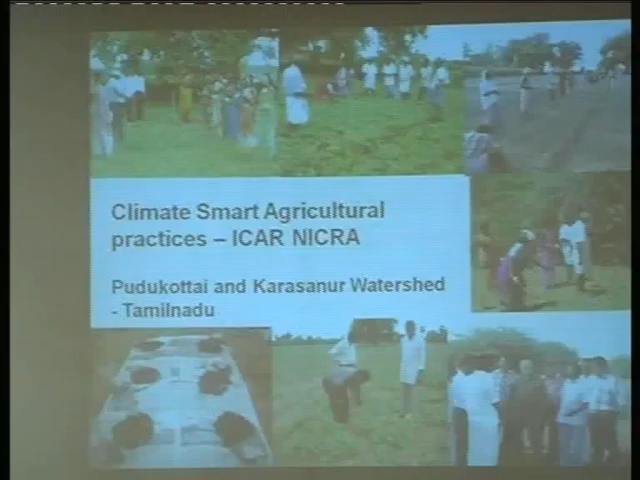 Climate Smart Agricultural
practices – ICAR NICRA
Pudukottai and Karasanur Watershed
- Tamilnadu